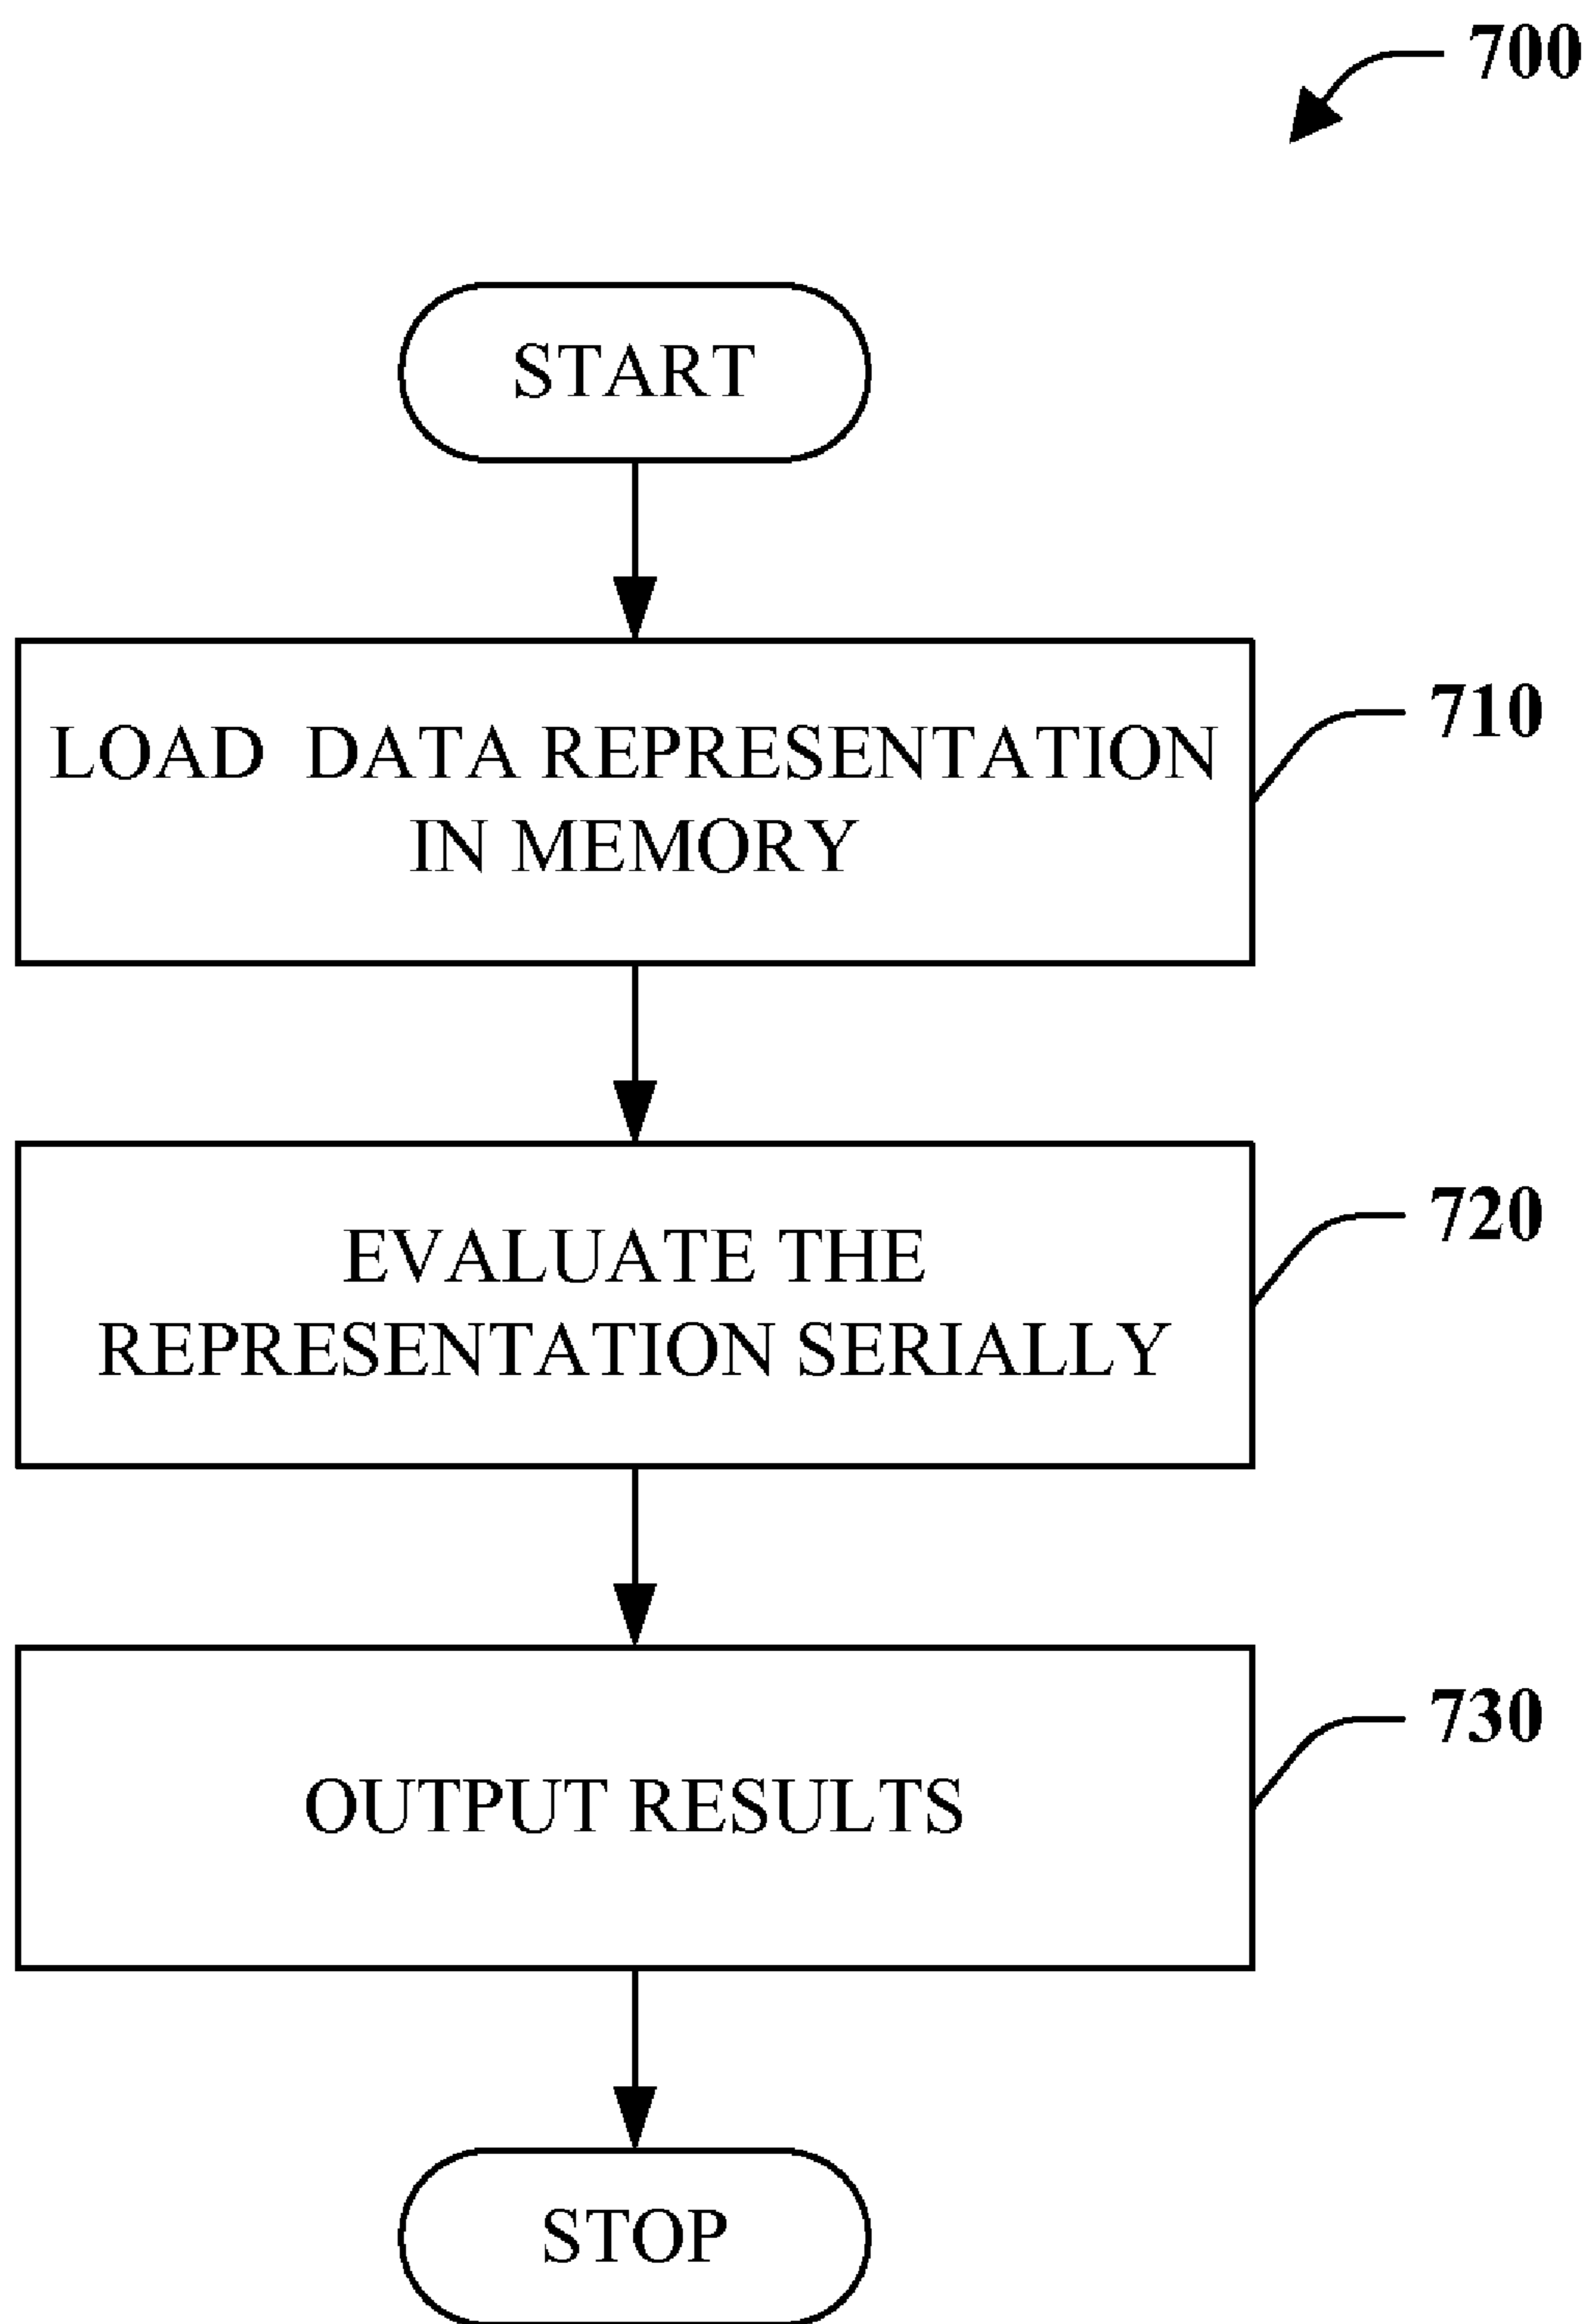 700
START
LOAD DATA REPRESENTATION
IN MEMORY
710
EVALUATE THE
REPRESENTATION SERIALLY
720
OUTPUT RESULTS
730
STOP